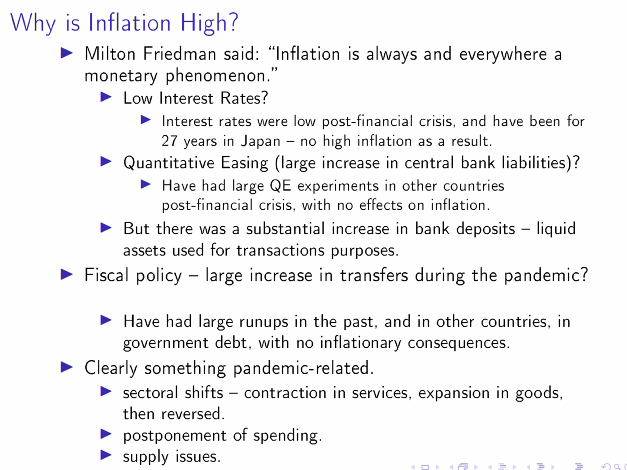 Why is Inflation High?
▶ Milton Friedman said: “Inflation is always and everywhere a
monetary phenomenon.”
▶ Low Interest Rates?
▶ Interest rates were low post-financial crisis, and have been for
27 years in Japan – no high inflation as a result.
▶ Quantitative Easing (large increase in central bank liabilities)?
▶ Have had large QE experiments in other countries
post-financial crisis, with no effects on inflation.
▶ But there was a substantial increase in bank deposits – liquid
assets used for transactions purposes.
▶ Fiscal policy – large increase in transfers during the pandemic?
▶ Have had large runups in the past, and in other countries, in
government debt, with no inflationary consequences.
▶ Clearly something pandemic-related.
▶ sectoral shifts – contraction in services, expansion in goods,
then reversed.
▶ postponement of spending.
▶ supply issues.